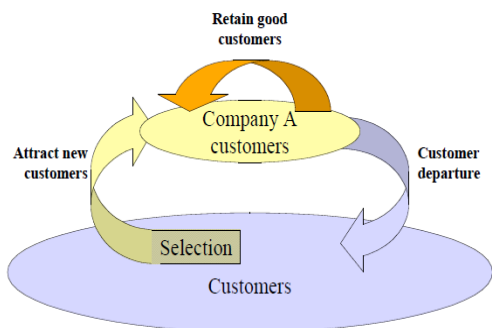 Retain good
customers
Company A
customers
Attract new
customers
Customer
departure
Selection
Customers